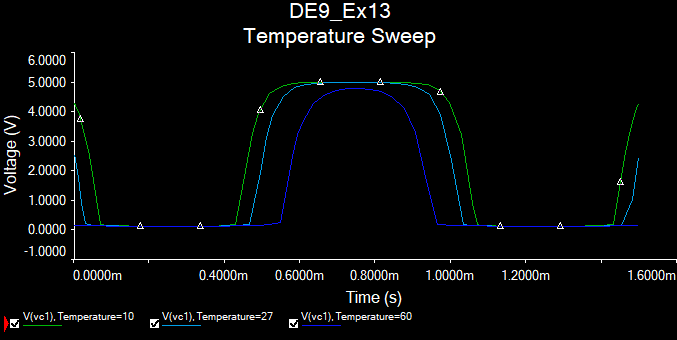 DE9_Ex13
Temperature Sweep
Voltage (V)
6.0000
5.0000
4.0000
3.0000
2.0000
1.0000
0.0000
-1.0000
0.0000m 0.4000m 0.6000m 0.8000m 1.0000m 1.2000m 1.6000m
Time (s)
V(vc1), Temperature=10 V(vc1), Temperature=27 V(vc1), Temperature=60